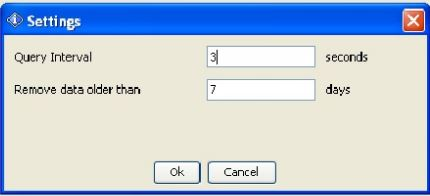 Settings
Query Interval 3 seconds
Remove data older than 7 days
Ok Cancel